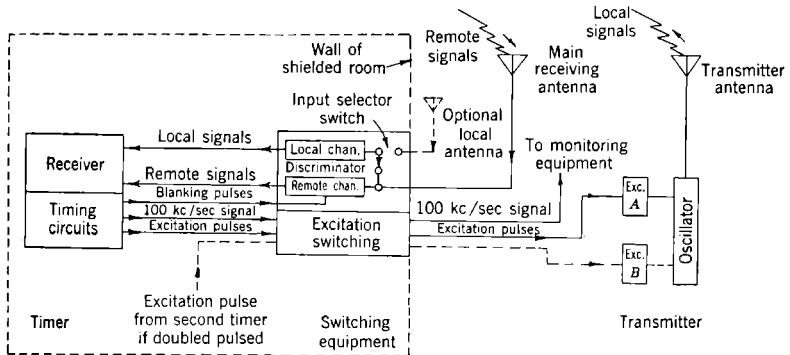 Wall of
shielded room
Remote
signals
Main
receiving
antenna
Local
signals
Transmitter
antenna
Input selector
switch
Optional
local
antenna
To monitoring
equipment
Receiver
Timing
circuits
Local signals
Remote signals
Blanking pulses
100 kc/sec signal
Excitation pulses
Local chan.
Discriminator
Remote chan.
Excitation
switching
100 kc/sec signal
Excitation pulses
Exc.
A
Exc.
B
Oscillator
Excitation pulse
from second timer
if doubled pulsed
Timer
Switching
equipment
Transmitter